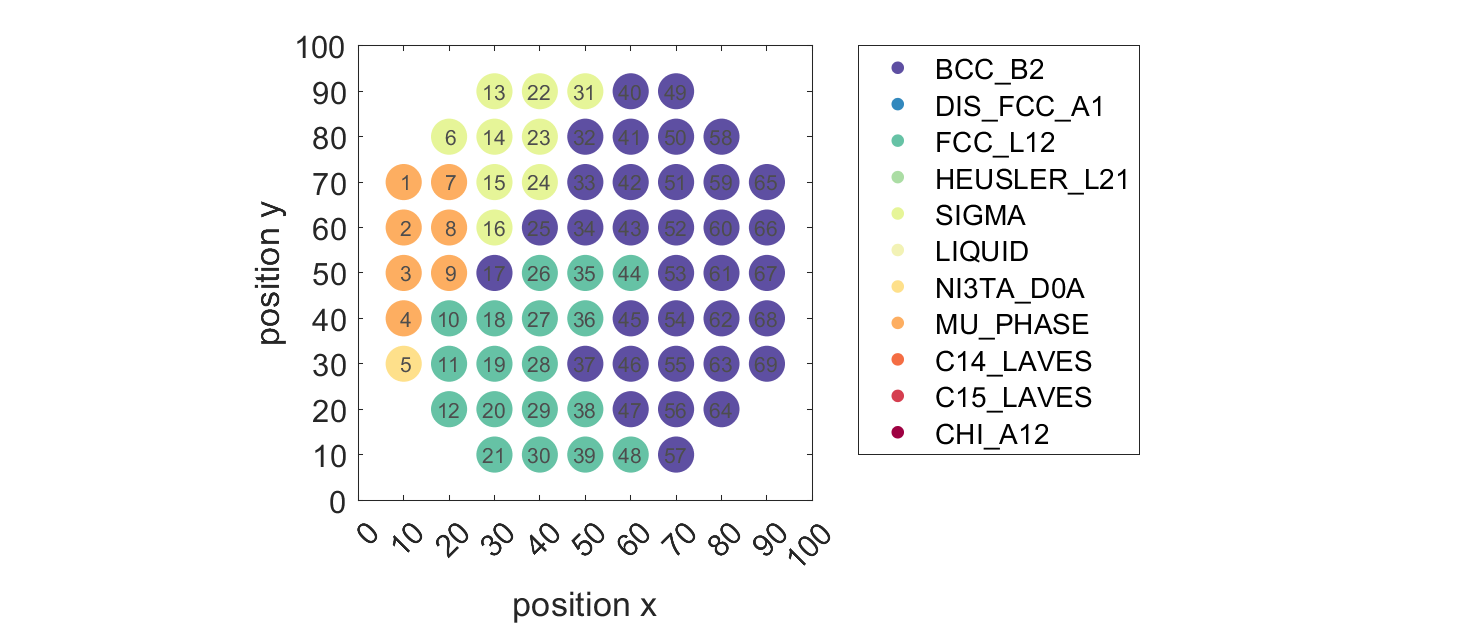 100
90
80
70
60
50
40
30
20
10
0
position y
13 22 31 40 49
6 14 23 32 41 50 58
1 7 15 24 33 42 51 59 65
2 8 16 25 34 43 52 60 66
3 9 17 26 35 44 53 61 67
4 10 18 27 36 45 54 62 68
5 11 19 28 37 46 55 63 69
12 20 29 38 47 56 64
21 30 39 48 57
0 10 20 30 40 50 60 70 80 90 100
position x
BCC_B2
DIS_FCC_A1
FCC_L12
HEUSLER_L21
SIGMA
LIQUID
NI3TA_D0A
MU_PHASE
C14_LAVES
C15_LAVES
CHI_A12